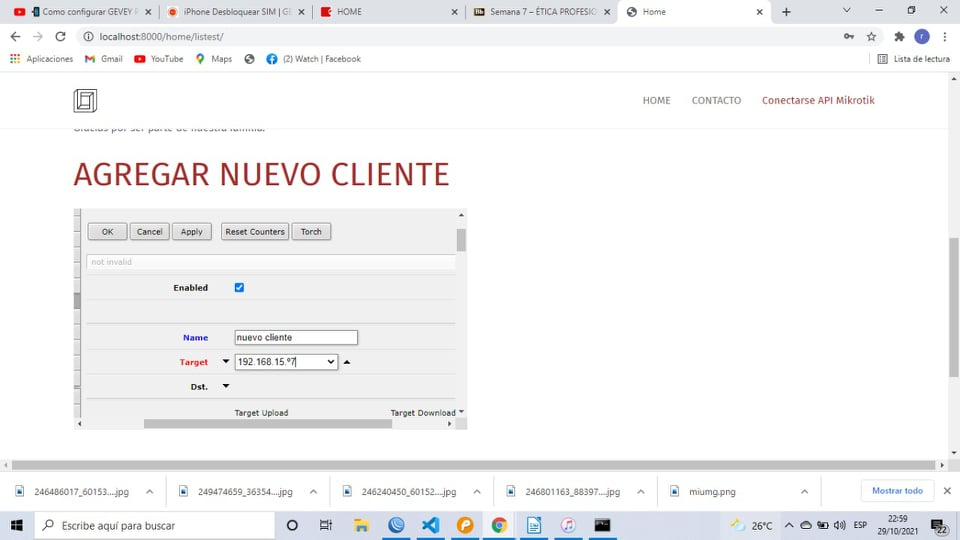 Como configurar GEVEY P
iPhone Desbloquear SIM | GE
HOME
Semana 7 – ÉTICA PROFESIO
Home
localhost:8000/home/listest/
Aplicaciones
Gmail
YouTube
Maps
(2) Watch | Facebook
Lista de lectura
HOME
CONTACTO
Conectarse API Mikrotik
Gracias por ser parte de nuestra familia.
AGREGAR NUEVO CLIENTE
OK
Cancel
Apply
Reset Counters
Torch
not invalid
Enabled
Name
nuevo cliente
Target
192.168.15.º7
Dst.
Target Upload
Target Download
246486017_60153....jpg
249474659_36354....jpg
246240450_60152....jpg
246801163_88397....jpg
miumg.png
Mostrar todo
Escribe aquí para buscar
26°C
ESP
22:59
29/10/2021
22